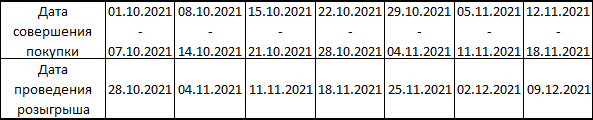 Дата 01.10.2021 08.10.2021 15.10.2021 22.10.2021 29.10.2021 05.11.2021 12.11.2021
совершения - - - - - - -
покупки 07.10.2021 14.10.2021 21.10.2021 28.10.2021 04.11.2021 11.11.2021 18.11.2021
Дата
проведения 28.10.2021 04.11.2021 11.11.2021 18.11.2021 25.11.2021 02.12.2021 09.12.2021
розыгрыша